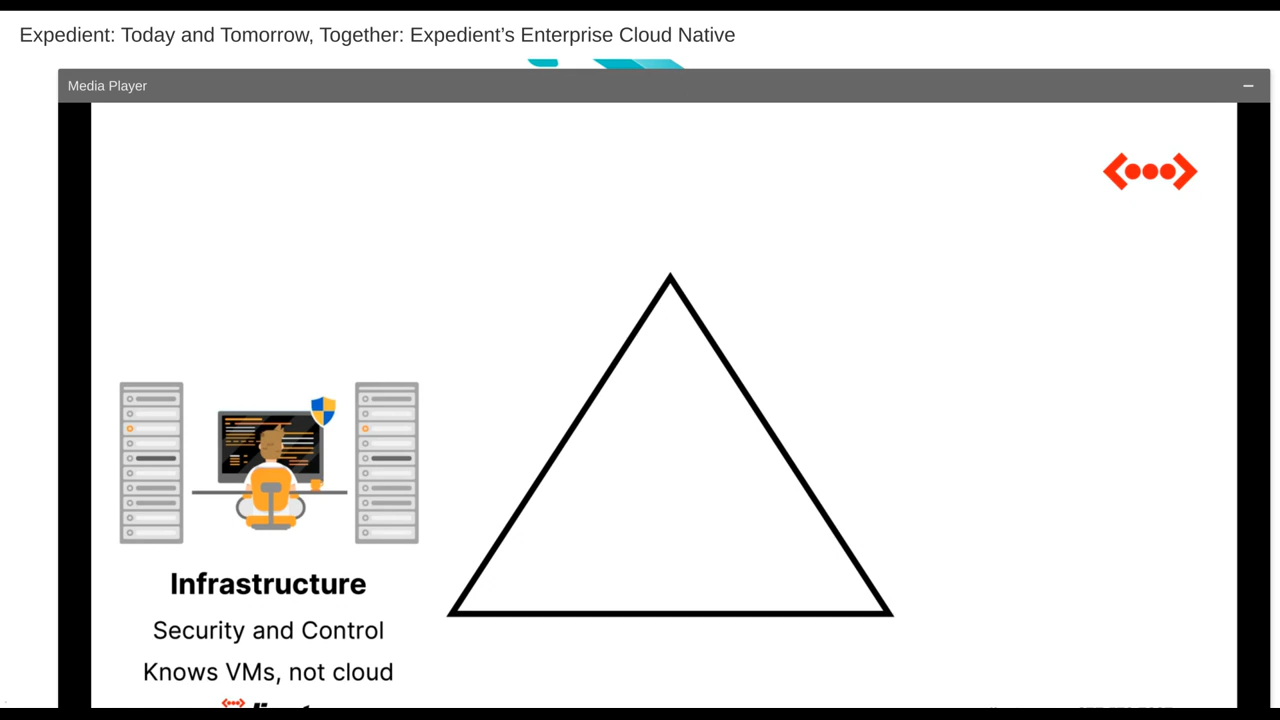 Expedient: Today and Tomorrow, Together: Expedient’s Enterprise Cloud Native
Media Player
Infrastructure
Security and Control
Knows VMs, not cloud